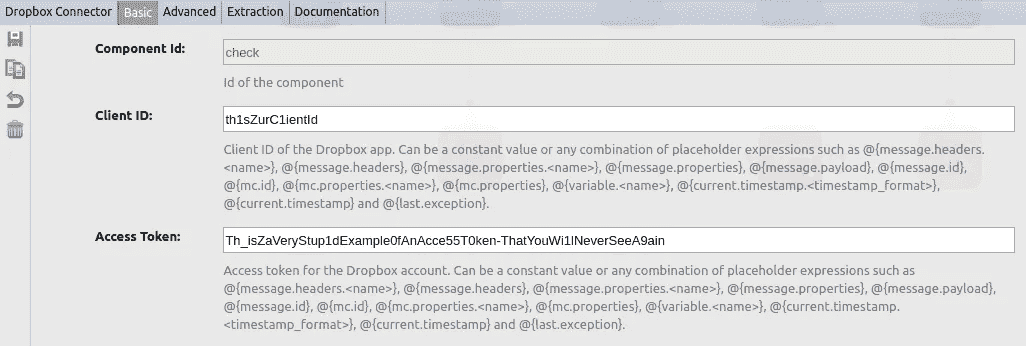 Dropbox Connector Basic Advanced Extraction Documentation
Component Id: check
Id of the component
Client ID: th1sZurC1ientId
Client ID of the Dropbox app. Can be a constant value or any combination of placeholder expressions such as @{message.headers.
<name>}, @{message.headers}, @{message.properties.<name>}, @{message.properties}, @{message.payload}, @{message.id},
@{mc.id}, @{mc.properties.<name>}, @{mc.properties}, @{variable.<name>}, @{current.timestamp.<timestamp_format>},
@{current.timestamp} and @{last.exception}.
Access Token: Th_isZaVeryStup1dExample0fAnAcce55T0ken-ThatYouWi1lNeverSeeA9ain
Access token for the Dropbox account. Can be a constant value or any combination of placeholder expressions such as
@{message.headers.<name>}, @{message.headers}, @{message.properties.<name>}, @{message.properties}, @{message.payload},
@{message.id}, @{mc.id}, @{mc.properties.<name>}, @{mc.properties}, @{variable.<name>}, @{current.timestamp.
<timestamp_format>}, @{current.timestamp} and @{last.exception}.